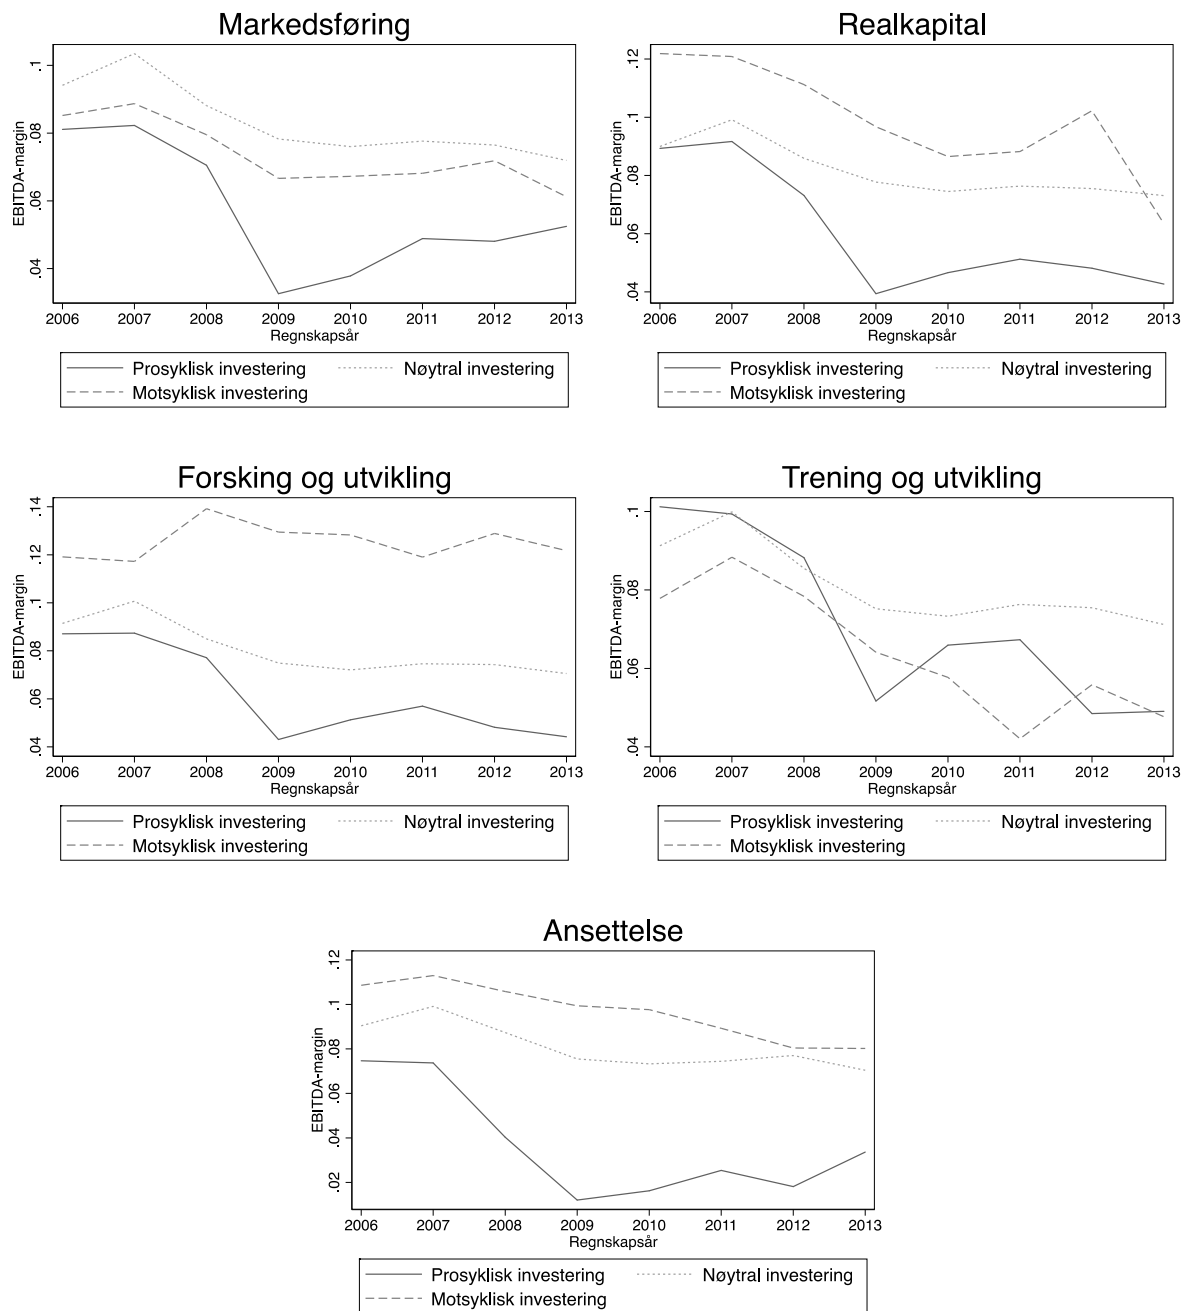 Markedsføring
EBITDA-margin
.04 .06 .08 .1
2006 2007 2008 2009 2010 2011 2012 2013
Regnskapsår
Prosyklisk investering Nøytral investering
Motsyklisk investering
Realkapital
EBITDA-margin
.04 .06 .08 .1 .12
2006 2007 2008 2009 2010 2011 2012 2013
Regnskapsår
Prosyklisk investering Nøytral investering
Motsyklisk investering
Forsking og utvikling
EBITDA-margin
.04 .06 .08 .1 .12 .14
2006 2007 2008 2009 2010 2011 2012 2013
Regnskapsår
Prosyklisk investering Nøytral investering
Motsyklisk investering
Trening og utvikling
EBITDA-margin
.04 .06 .08 .1
2006 2007 2008 2009 2010 2011 2012 2013
Regnskapsår
Prosyklisk investering Nøytral investering
Motsyklisk investering
Ansettelse
EBITDA-margin
.02 .04 .06 .08 .1 .12
2006 2007 2008 2009 2010 2011 2012 2013
Regnskapsår
Prosyklisk investering Nøytral investering
Motsyklisk investering